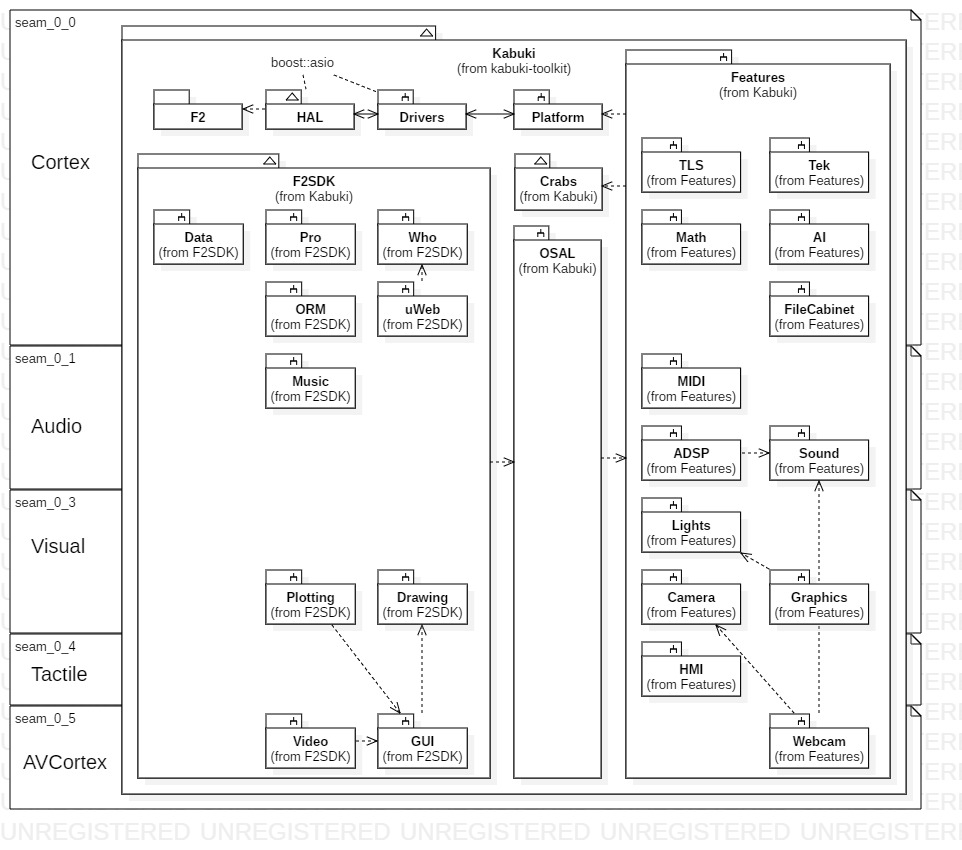 seam_0_0
Kabuki
(from kabuki-toolkit)
boost::asio
Features
(from Kabuki)
F2
HAL
Drivers
Platform
Cortex
F2SDK
(from Kabuki)
Crabs
(from Kabuki)
TLS
(from Features)
Tek
(from Features)
Data
(from F2SDK)
Pro
(from F2SDK)
Who
(from F2SDK)
OSAL
(from Kabuki)
Math
(from Features)
AI
(from Features)
ORM
(from F2SDK)
uWeb
(from F2SDK)
FileCabinet
(from Features)
seam_0_1
Music
(from F2SDK)
MIDI
(from Features)
Audio
ADSP
(from Features)
Sound
(from Features)
seam_0_3
Visual
Lights
(from Features)
Plotting
(from F2SDK)
Drawing
(from F2SDK)
Camera
(from Features)
Graphics
(from Features)
seam_0_4
Tactile
HMI
(from Features)
seam_0_5
AVCortex
Video
(from F2SDK)
GUI
(from F2SDK)
Webcam
(from Features)
UNREGISTERED UNREGISTERED UNREGISTERED UNREGISTERED UNREGISTERI